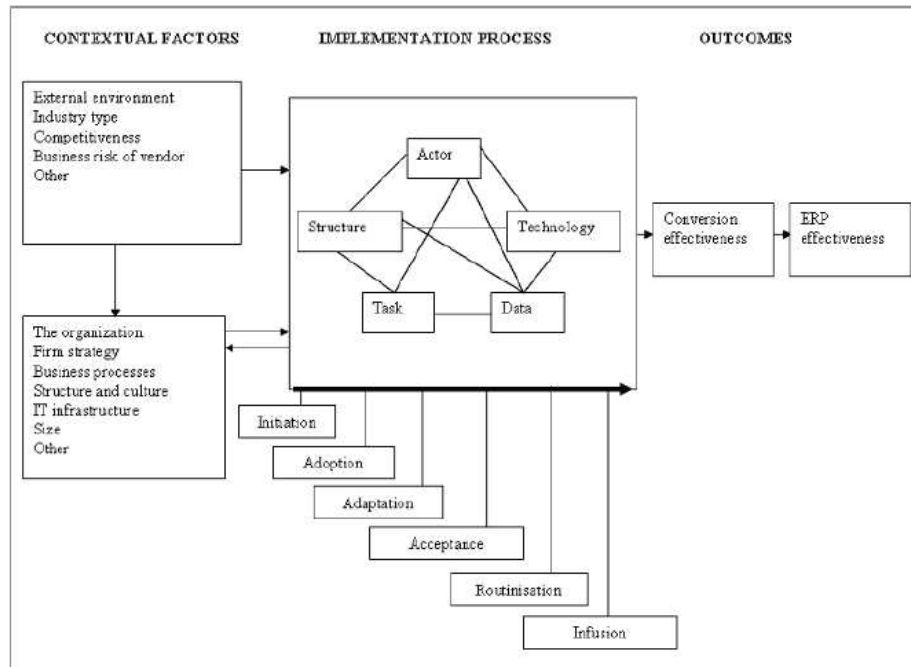 CONTEXTUAL FACTORS
IMPLEMENTATION PROCESS
OUTCOMES
External environment
Industry type
Competitiveness
Business risk of vendor
Other
Actor
Structure
Technology
Task
Data
Conversion
effectiveness
ERP
effectiveness
The organization
Firm strategy
Business processes
Structure and culture
IT infrastructure
Size
Other
Initiation
Adoption
Adaptation
Acceptance
Routinisation
Infusion